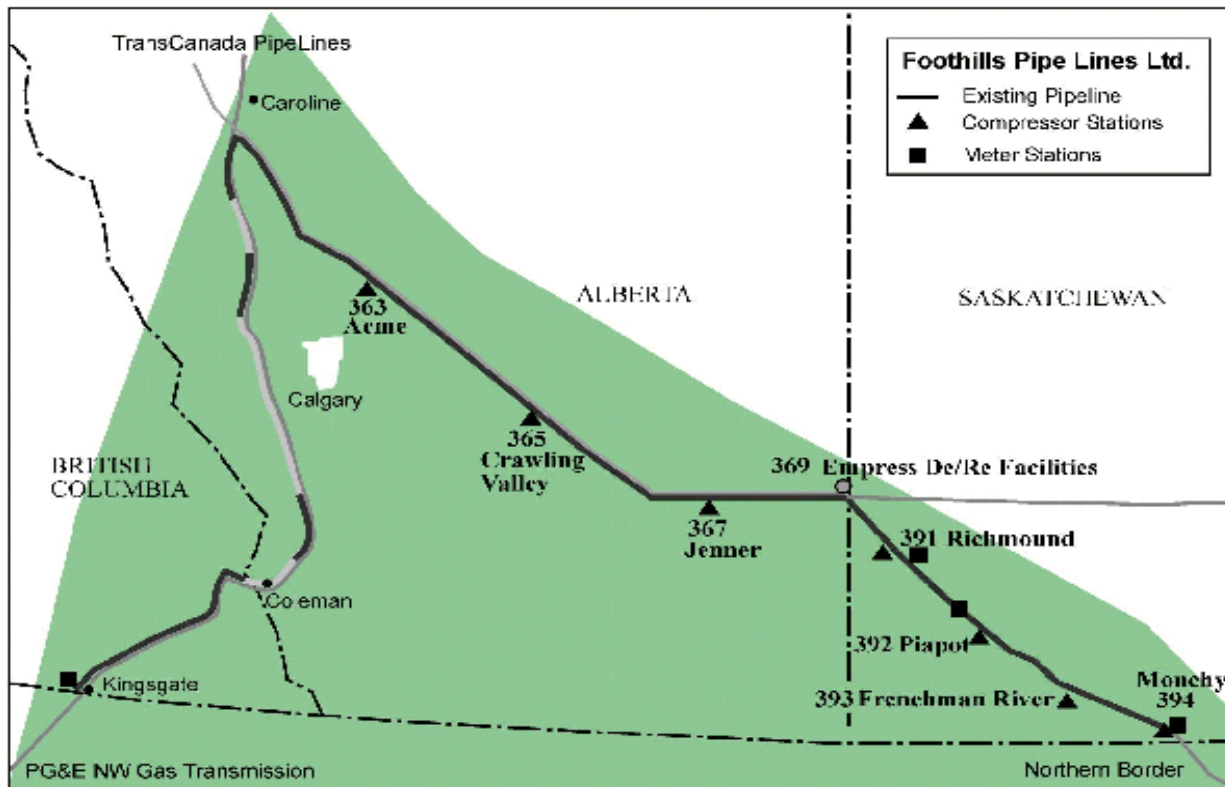 TransCanada PipeLines
Caroline
Foothills Pipe Lines Ltd.
Existing Pipeline
Compressor Stations
Meter Stations
ALBERTA
SASKATCHEWAN
363
Acme
Calgary
365
Crawling
Valley
BRITISH
COLUMBIA
369 Empress De/Re Facilities
367
Jenner
391 Richmound
Coleman
392 Piapot
Kingsgate
393 Frenchman River
Monchy
394
PG&E NW Gas Transmission
Northern Border